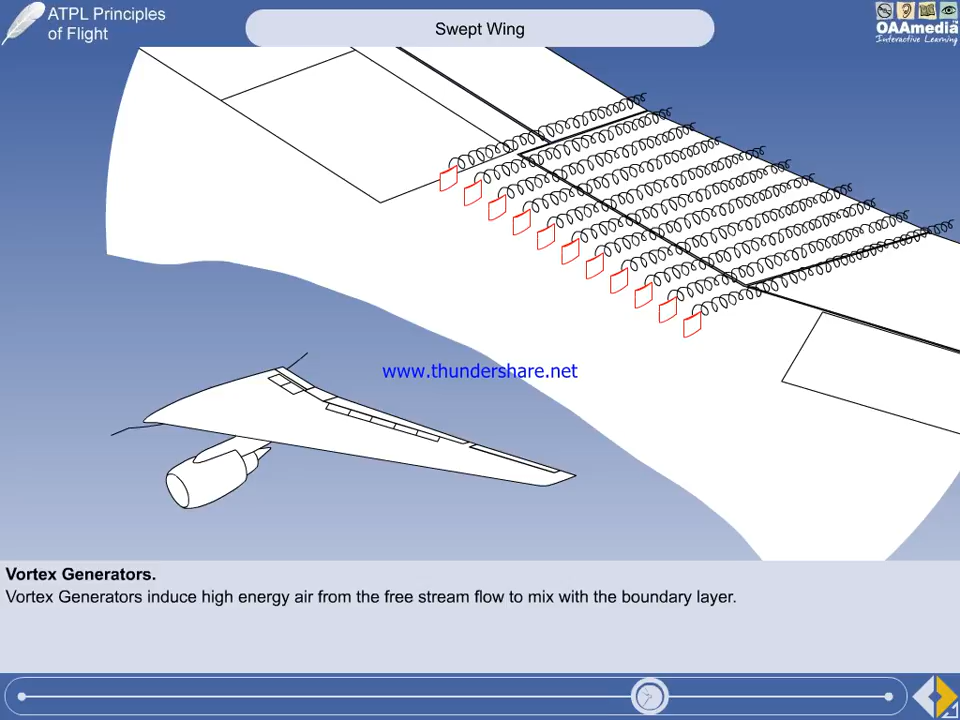 ATPL Principles
of Flight
Swept Wing
OAAmedia
Interactive Learning
www.thundershare.net
Vortex Generators.
Vortex Generators induce high energy air from the free stream flow to mix with the boundary layer.